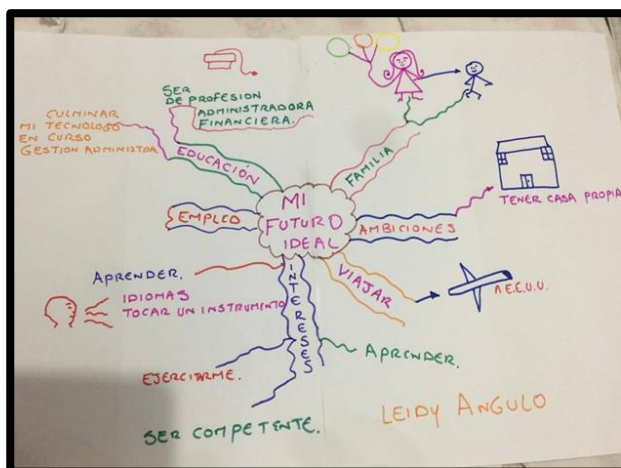 SER
DE PROFESION
ADMINISTRADORA
FINANCIERA.
CULMINAR
MI TECNOLOGO
EN CURSO
GESTION ADMINISTRA
EDUCACIÓN
FAMILIA
EMPLEO
MI
FUTURO
IDEAL
AMBICIONES
TENER CASA PROPIA
VIAJAR
A E.E.U.U.
INTERESES
APRENDER.
IDIOMAS
TOCAR UN INSTRUMENTO
EJERCITARME.
APRENDER.
SER COMPETENTE.
LEIDY ANGULO